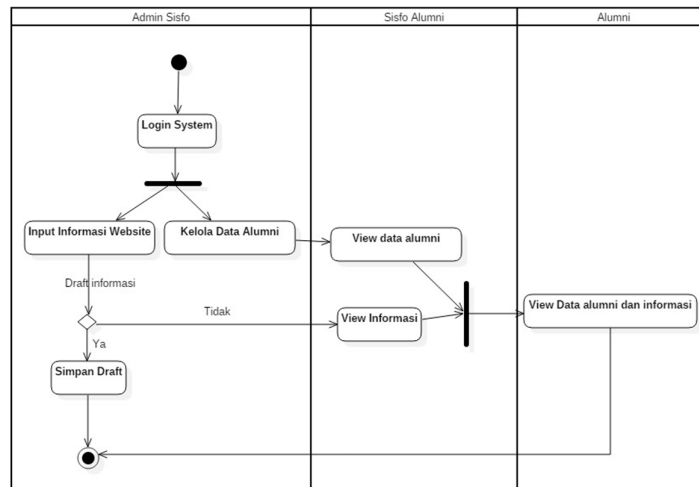 Admin Sisfo
Sisfo Alumni
Alumni
Login System
Input Informasi Website
Kelola Data Alumni
View data alumni
Draft informasi
Tidak
View Informasi
View Data alumni dan informasi
Ya
Simpan Draft